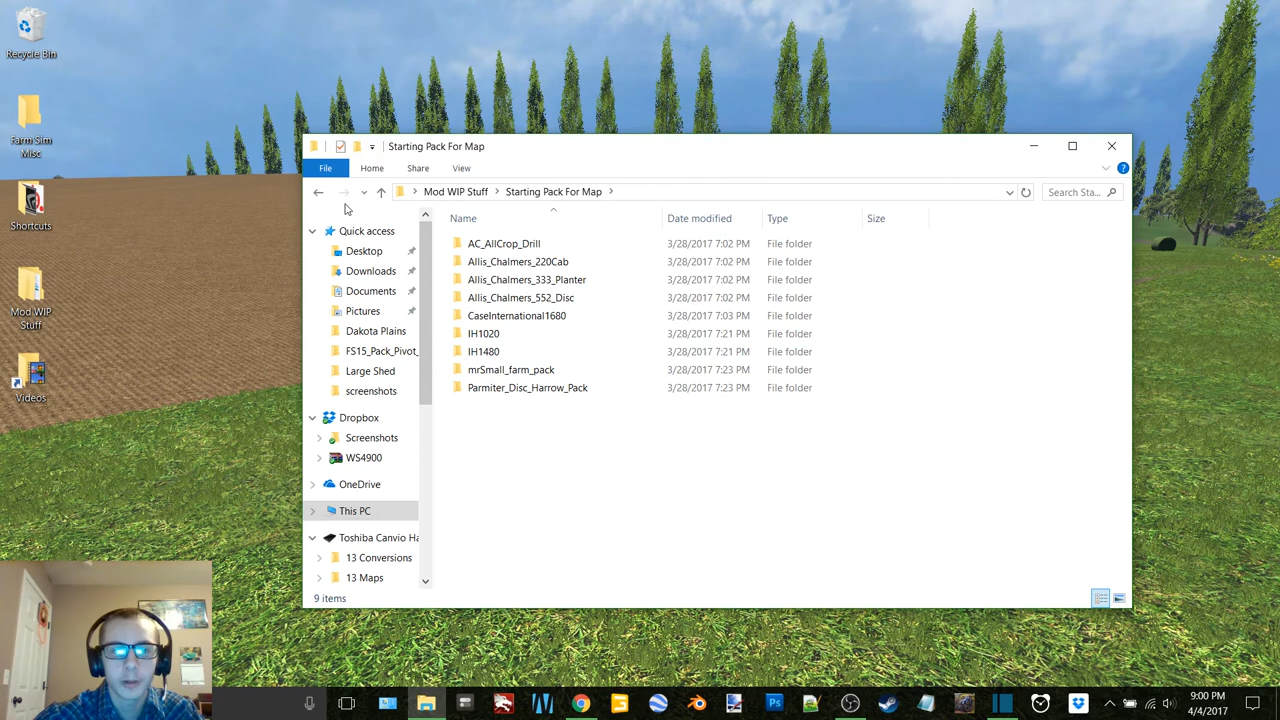 Recycle Bin
Farm Sim
Misc
Shortcuts
Mod WIP
Stuff
Videos
Starting Pack For Map
File Home Share View
Mod WIP Stuff Starting Pack For Map Search Sta...
Quick access
Desktop
Downloads
Documents
Pictures
Dakota Plains
FS15_Pack_Pivot_
Large Shed
screenshots
Dropbox
Screenshots
WS4900
OneDrive
This PC
Toshiba Canvio Ha
13 Conversions
13 Maps
Name Date modified Type Size
AC_AllCrop_Drill 3/28/2017 7:02 PM File folder
Allis_Chalmers_220Cab 3/28/2017 7:02 PM File folder
Allis_Chalmers_333_Planter 3/28/2017 7:02 PM File folder
Allis_Chalmers_552_Disc 3/28/2017 7:02 PM File folder
CaseInternational1680 3/28/2017 7:03 PM File folder
IH1020 3/28/2017 7:21 PM File folder
IH1480 3/28/2017 7:21 PM File folder
mrSmall_farm_pack 3/28/2017 7:23 PM File folder
Parmiter_Disc_Harrow_Pack 3/28/2017 7:23 PM File folder
9 items
9:00 PM
4/4/2017